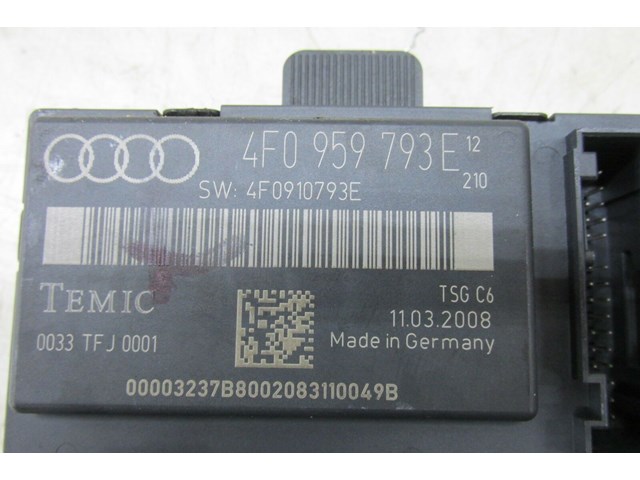 4F0 959 793E 12
210
SW: 4F0910793E
TEMIC
TSG C6
11.03.2008
0033 TFJ 0001
Made in Germany
00003237B8002083110049B